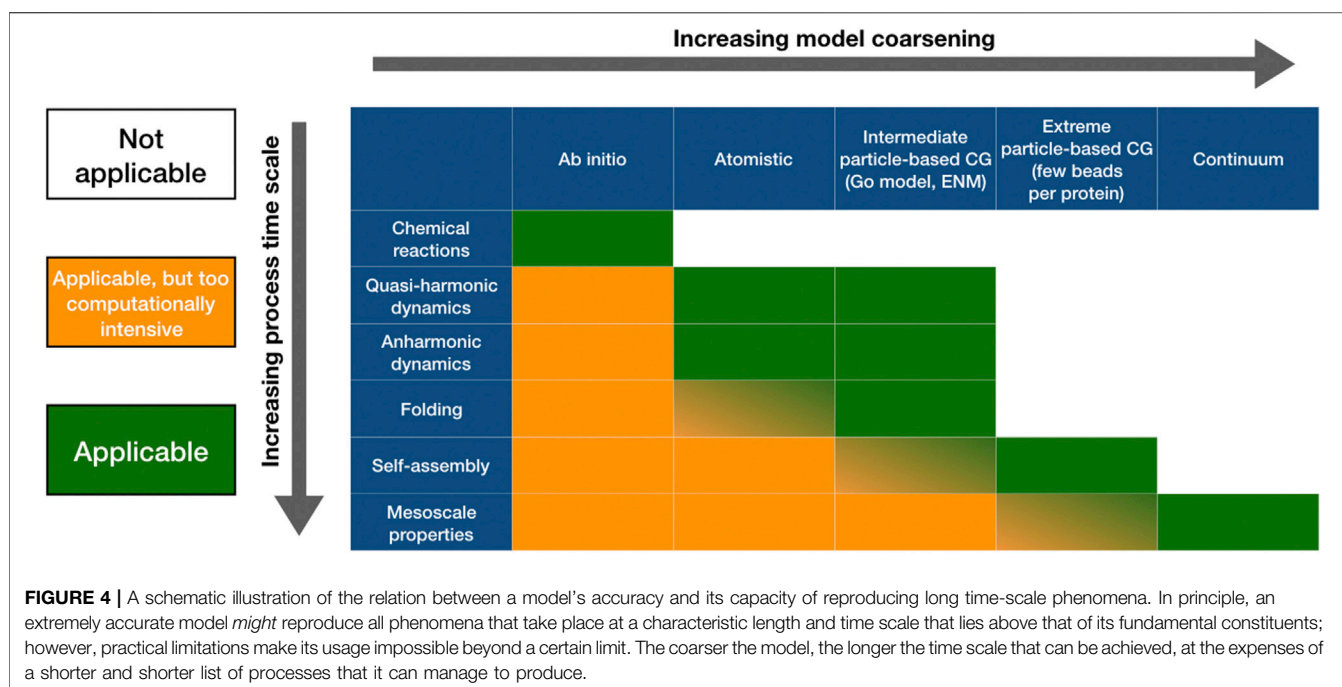 Increasing model coarsening
Not
applicable
Applicable, but too
computationally
intensive
Applicable
Increasing process time scale
Ab initio
Atomistic
Intermediate
particle-based CG
(Go model, ENM)
Extreme
particle-based CG
(few beads
per protein)
Continuum
Chemical
reactions
Quasi-harmonic
dynamics
Anharmonic
dynamics
Folding
Self-assembly
Mesoscale
properties
FIGURE 4 | A schematic illustration of the relation between a model's accuracy and its capacity of reproducing long time-scale phenomena. In principle, an
extremely accurate model might reproduce all phenomena that take place at a characteristic length and time scale that lies above that of its fundamental constituents;
however, practical limitations make its usage impossible beyond a certain limit. The coarser the model, the longer the time scale that can be achieved, at the expenses of
a shorter and shorter list of processes that it can manage to produce.